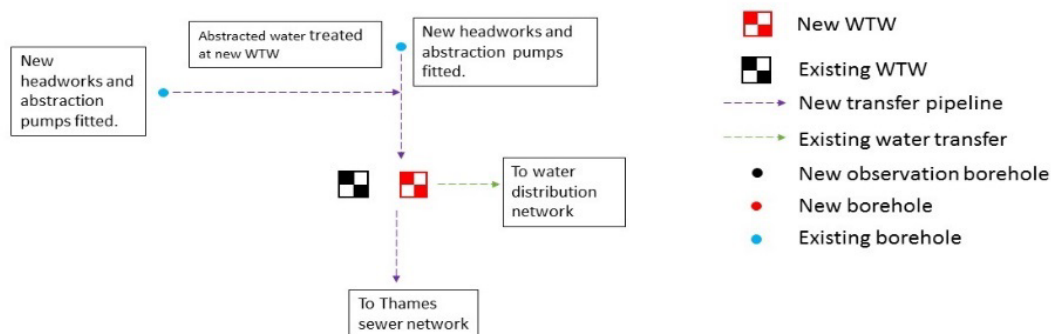 New
headworks and
abstraction
pumps fitted.
Abstracted water treated
at new WTW
New headworks and
abstraction pumps
fitted.
To water
distribution
network
To Thames
sewer network
New WTW
Existing WTW
New transfer pipeline
Existing water transfer
New observation borehole
New borehole
Existing borehole